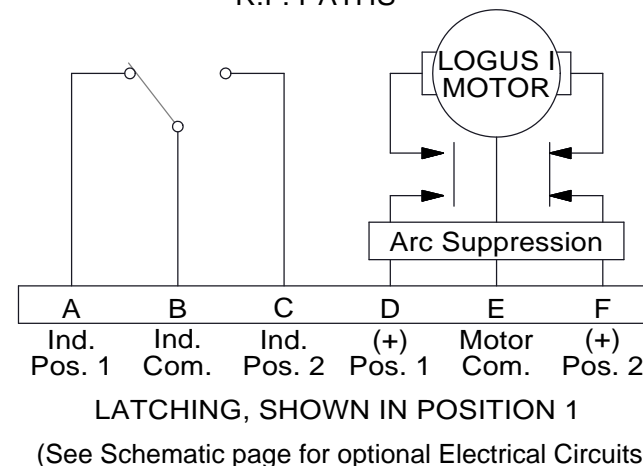 LOGUS I
MOTOR
Arc Suppression
A B C D E F
Ind. Ind. Ind. (+) Motor (+)
Pos. 1 Com. Pos. 2 Pos. 1 Com. Pos. 2
LATCHING, SHOWN IN POSITION 1
(See Schematic page for optional Electrical Circuits